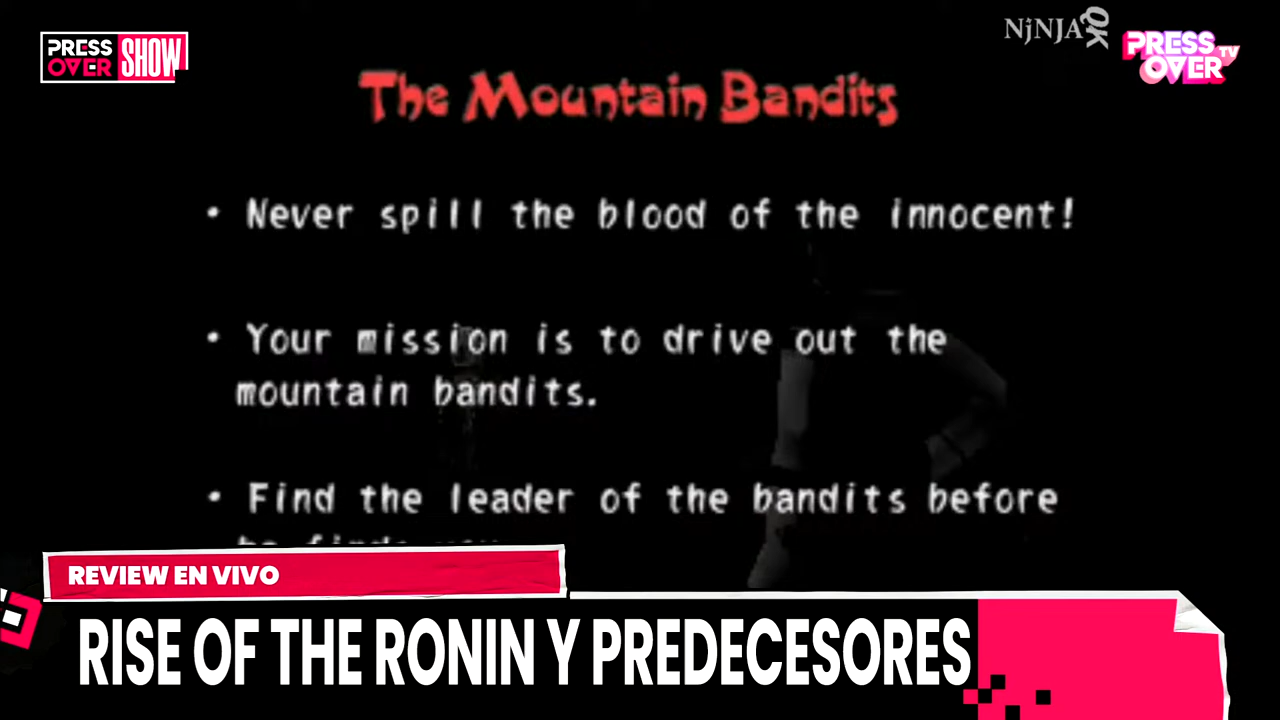 PRESS OVER SHOW
NiNJA OK
PRESS OVER TV
The Mountain Bandits
• Never spill the blood of the innocent!
• Your mission is to drive out the
mountain bandits.
• Find the leader of the bandits before
REVIEW EN VIVO
RISE OF THE RONIN Y PREDECESORES